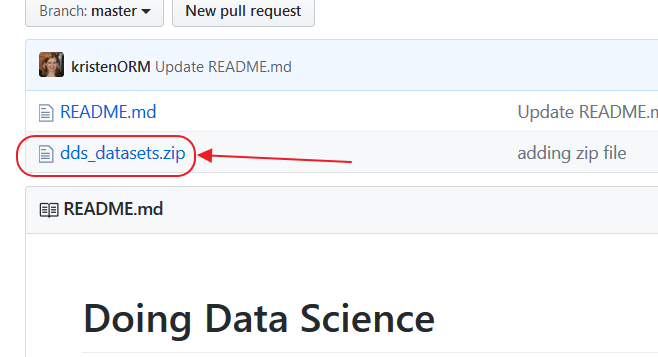 Branch: master New pull request
kristenORM Update README.md
README.md Update README.m
dds_datasets.zip adding zip file
README.md
Doing Data Science